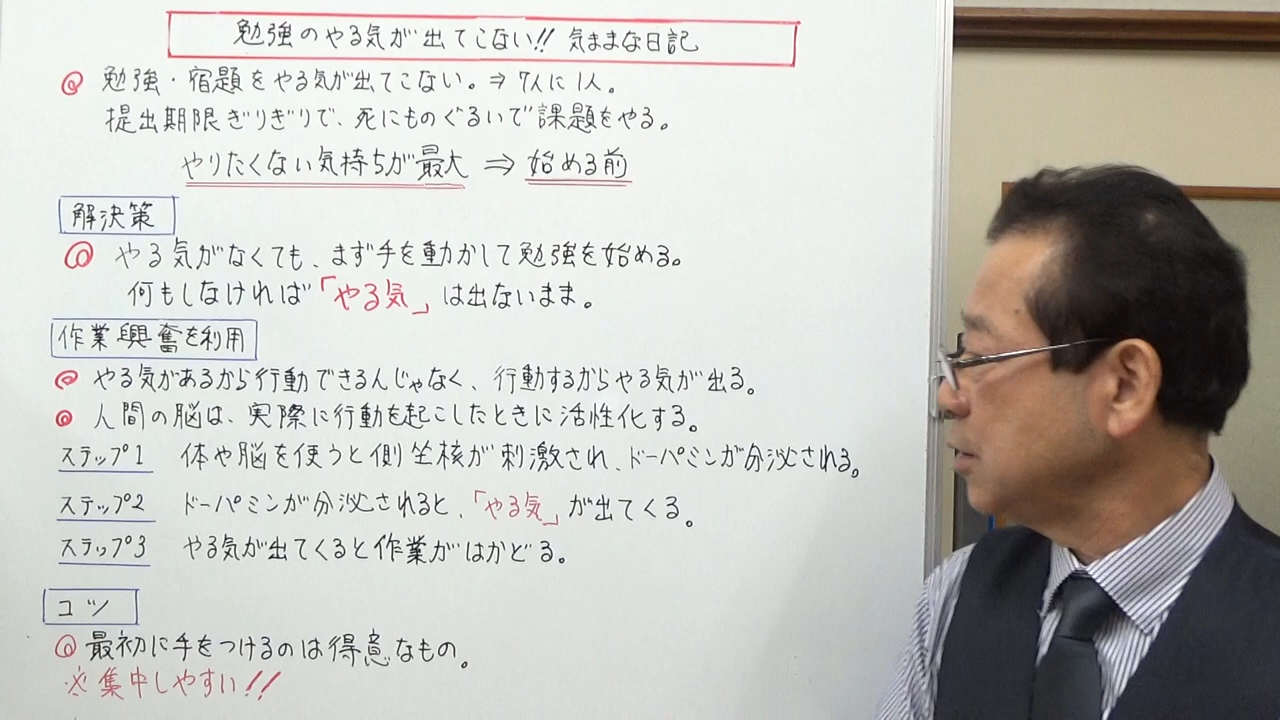 勉強のやる気が出てこない!! 気ままな日記
◎ 勉強・宿題をやる気が出てこない。⇒ 7人に1人。
提出期限ぎりぎりで、死にものぐるいで課題をやる。
やりたくない気持ちが最大 ⇒ 始める前
解決策
◎ やる気がなくても、まず手を動かして勉強を始める。
何もしなければ「やる気」は出ないまま。
作業興奮を利用
◎ やる気があるから行動できるんじゃなく、行動するからやる気が出る。
◎ 人間の脳は、実際に行動を起こしたときに活性化する。
ステップ1 体や脳を使うと側坐核が刺激され、ドーパミンが分泌される。
ステップ2 ドーパミンが分泌されると、「やる気」が出てくる。
ステップ3 やる気が出てくると作業がはかどる。
コツ
◎ 最初に手をつけるのは得意なもの。
※集中しやすい!!